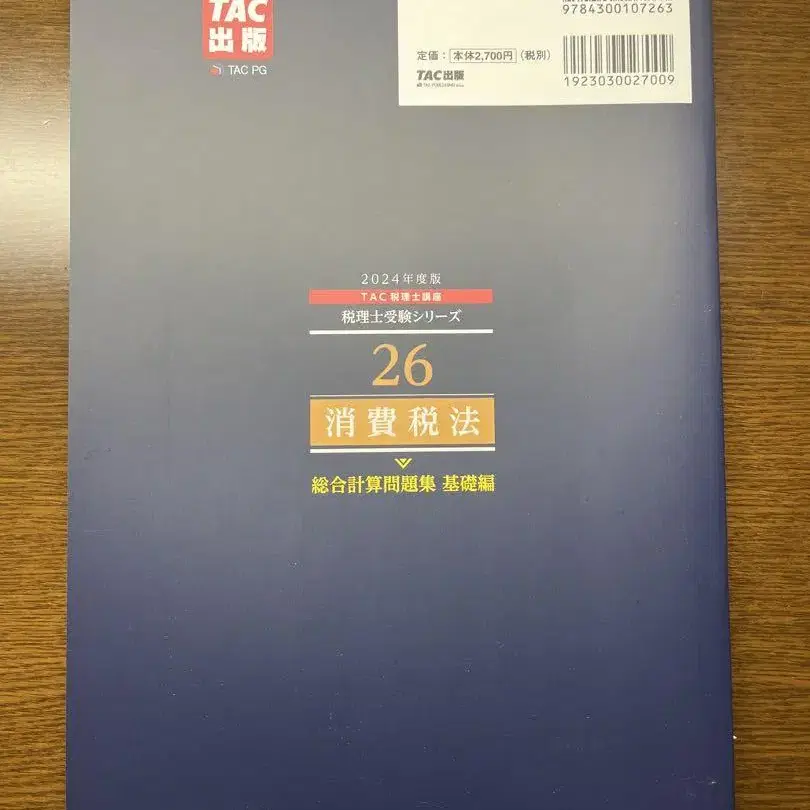 TAC
出版
TAC PG
9784300107263
定価:本体2,700円(税別)
TAC出版
1923030027009
2024年度版
TAC税理士講座
税理士受験シリーズ
26
消費税法
総合計算問題集 基礎編